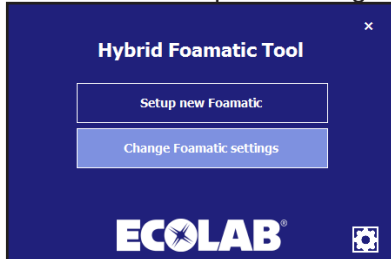 ×
Hybrid Foamatic Tool
Setup new Foamatic
Change Foamatic settings
ECOLAB®